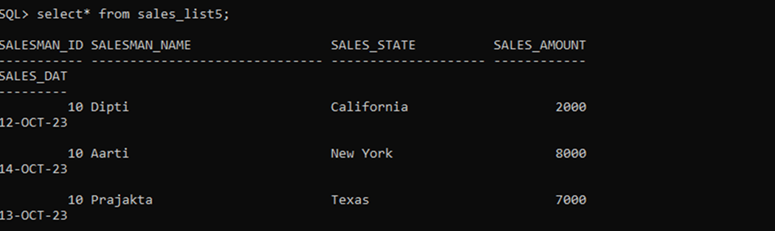 SQL> select* from sales_list5;
SALESMAN_ID SALESMAN_NAME                  SALES_STATE          SALES_AMOUNT
----------- ------------------------------ -------------------- ------------
SALES_DAT
---------
         10 Dipti                          California                   2000
12-OCT-23
         10 Aarti                          New York                     8000
14-OCT-23
         10 Prajakta                       Texas                        7000
13-OCT-23